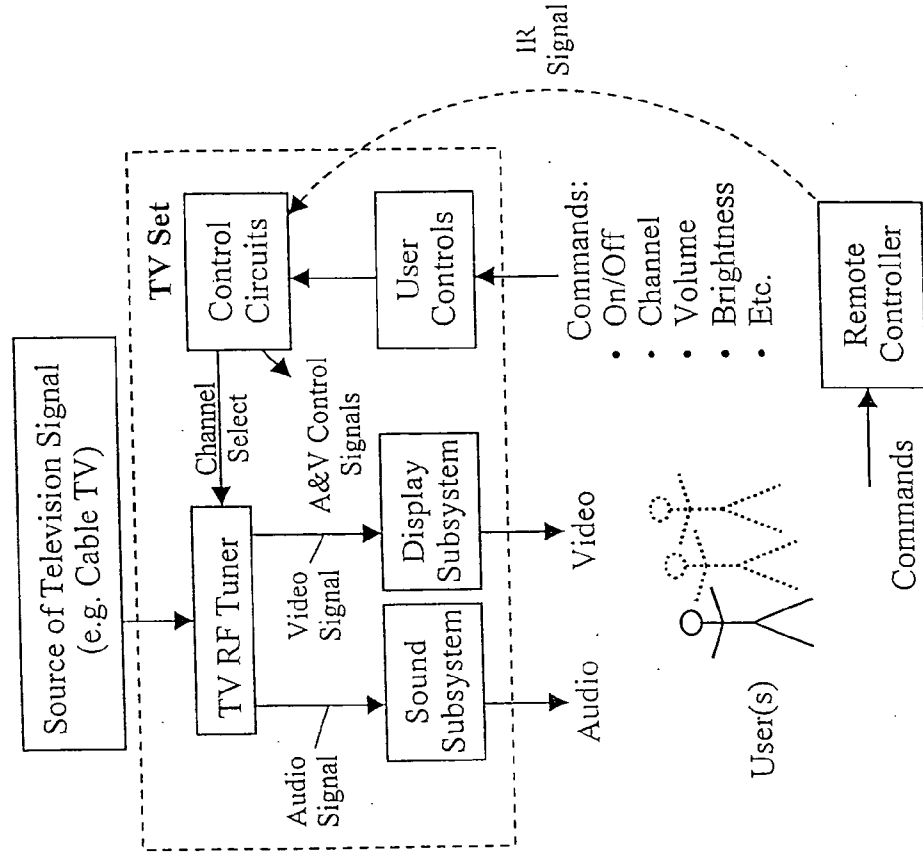 Source of Television Signal
(e.g. Cable TV)
TV Set
TV RF Tuner
Channel
Select
Control
Circuits
Audio
Signal
Video
Signal
A&V Control
Signals
Sound
Subsystem
Display
Subsystem
User
Controls
IR
Signal
Audio
Video
Commands:
• On/Off
• Channel
• Volume
• Brightness
• Etc.
User(s)
Commands
Remote
Controller